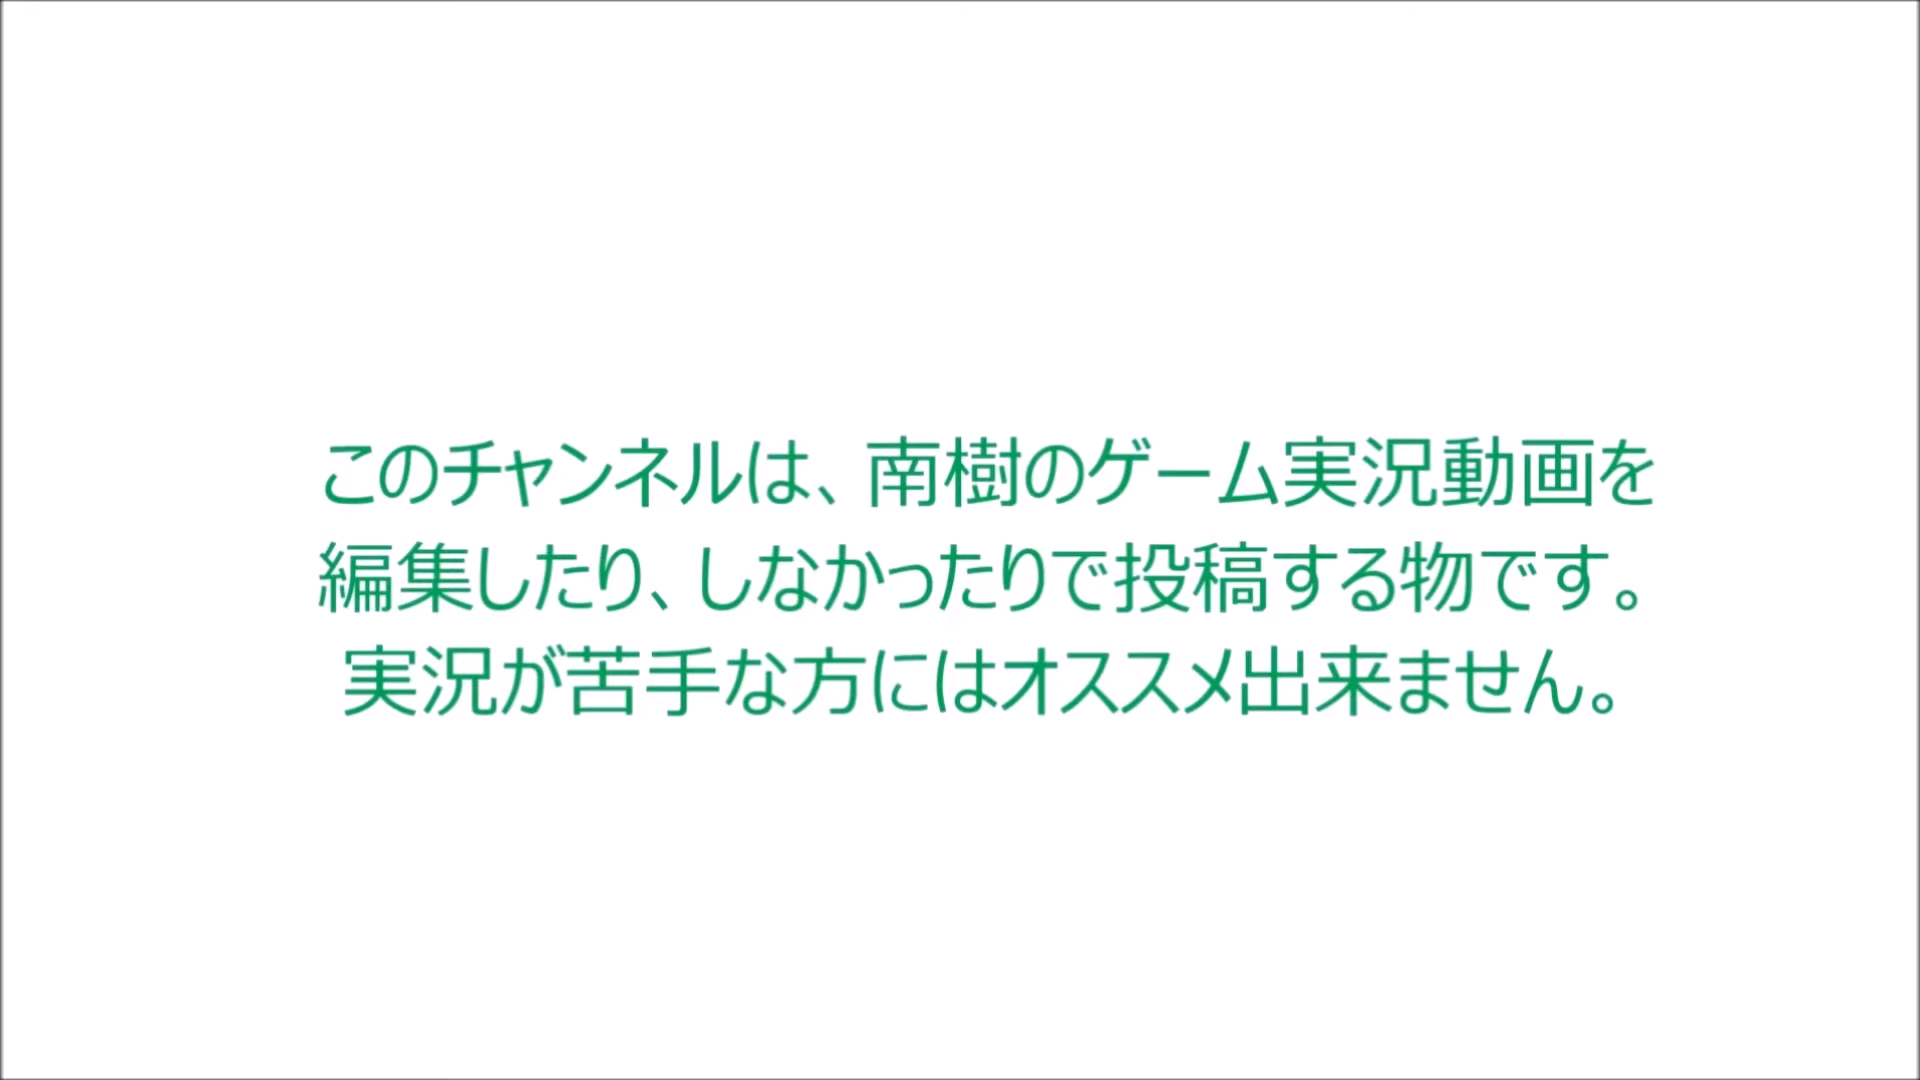 このチャンネルは、南樹のゲーム実況動画を
編集したり、しなかったりで投稿する物です。
実況が苦手な方にはオススメ出来ません。